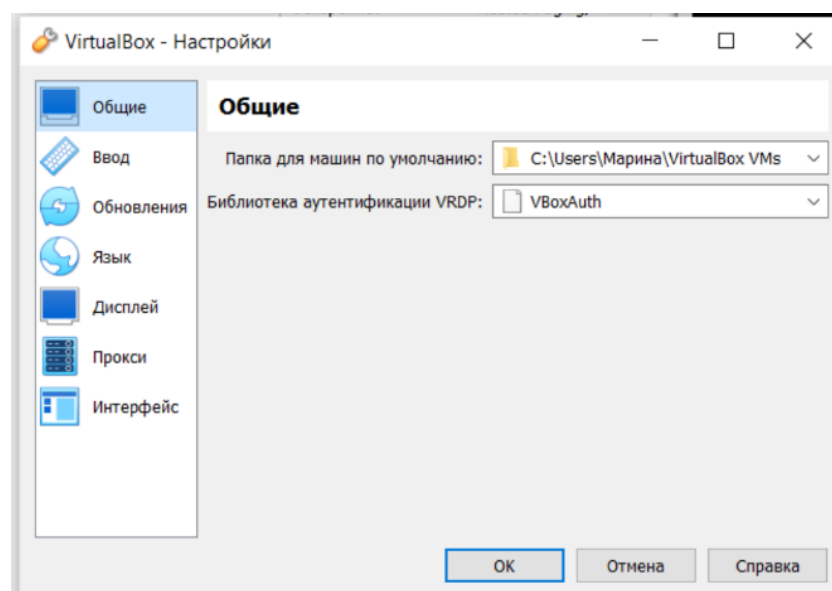 VirtualBox - Настройки
Общие
Ввод
Обновления
Язык
Дисплей
Прокси
Интерфейс
Общие
Папка для машин по умолчанию: C:\Users\Марина\VirtualBox VMs
Библиотека аутентификации VRDP: VBoxAuth
ОК Отмена Справка